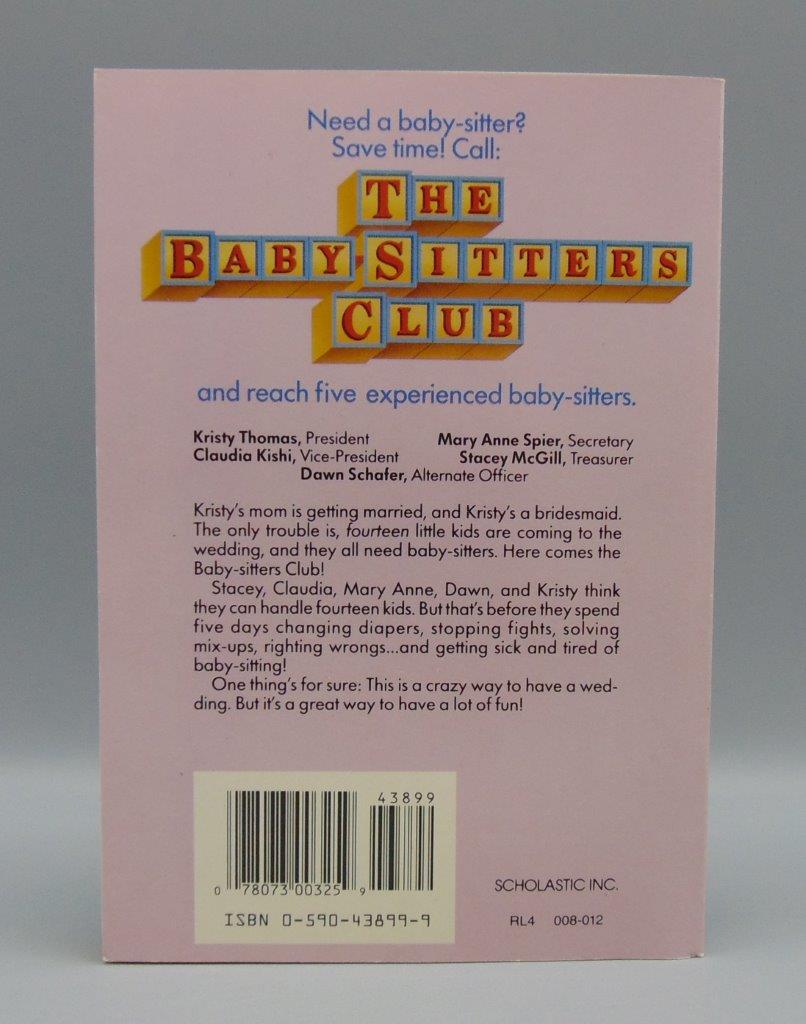 Need a baby-sitter?
Save time! Call:
THE
BABY-SITTERS
CLUB
and reach five experienced baby-sitters.
Kristy Thomas, President Mary Anne Spier, Secretary
Claudia Kishi, Vice-President Stacey McGill, Treasurer
Dawn Schafer, Alternate Officer
Kristy's mom is getting married, and Kristy's a bridesmaid.
The only trouble is, fourteen little kids are coming to the
wedding, and they all need baby-sitters. Here comes the
Baby-sitters Club!
Stacey, Claudia, Mary Anne, Dawn, and Kristy think
they can handle fourteen kids. But that's before they spend
five days changing diapers, stopping fights, solving
mix-ups, righting wrongs...and getting sick and tired of
baby-sitting!
One thing's for sure: This is a crazy way to have a wed-
ding. But it's a great way to have a lot of fun!
43899
0 78073 00325 9
ISBN 0-590-43899-9
SCHOLASTIC INC.
RL4 008-012